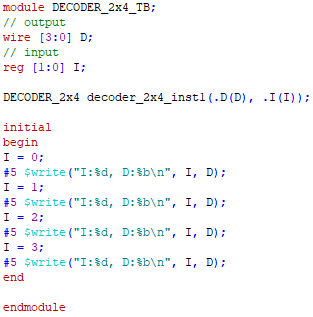 module DECODER_2x4_TB;
// output
wire [3:0] D;
// input
reg [1:0] I;
DECODER_2x4 decoder_2x4_inst1(.D(D), .I(I));
initial
begin
I = 0;
#5 $write("I:%d, D:%b\n", I, D);
I = 1;
#5 $write("I:%d, D:%b\n", I, D);
I = 2;
#5 $write("I:%d, D:%b\n", I, D);
I = 3;
#5 $write("I:%d, D:%b\n", I, D);
end
endmodule